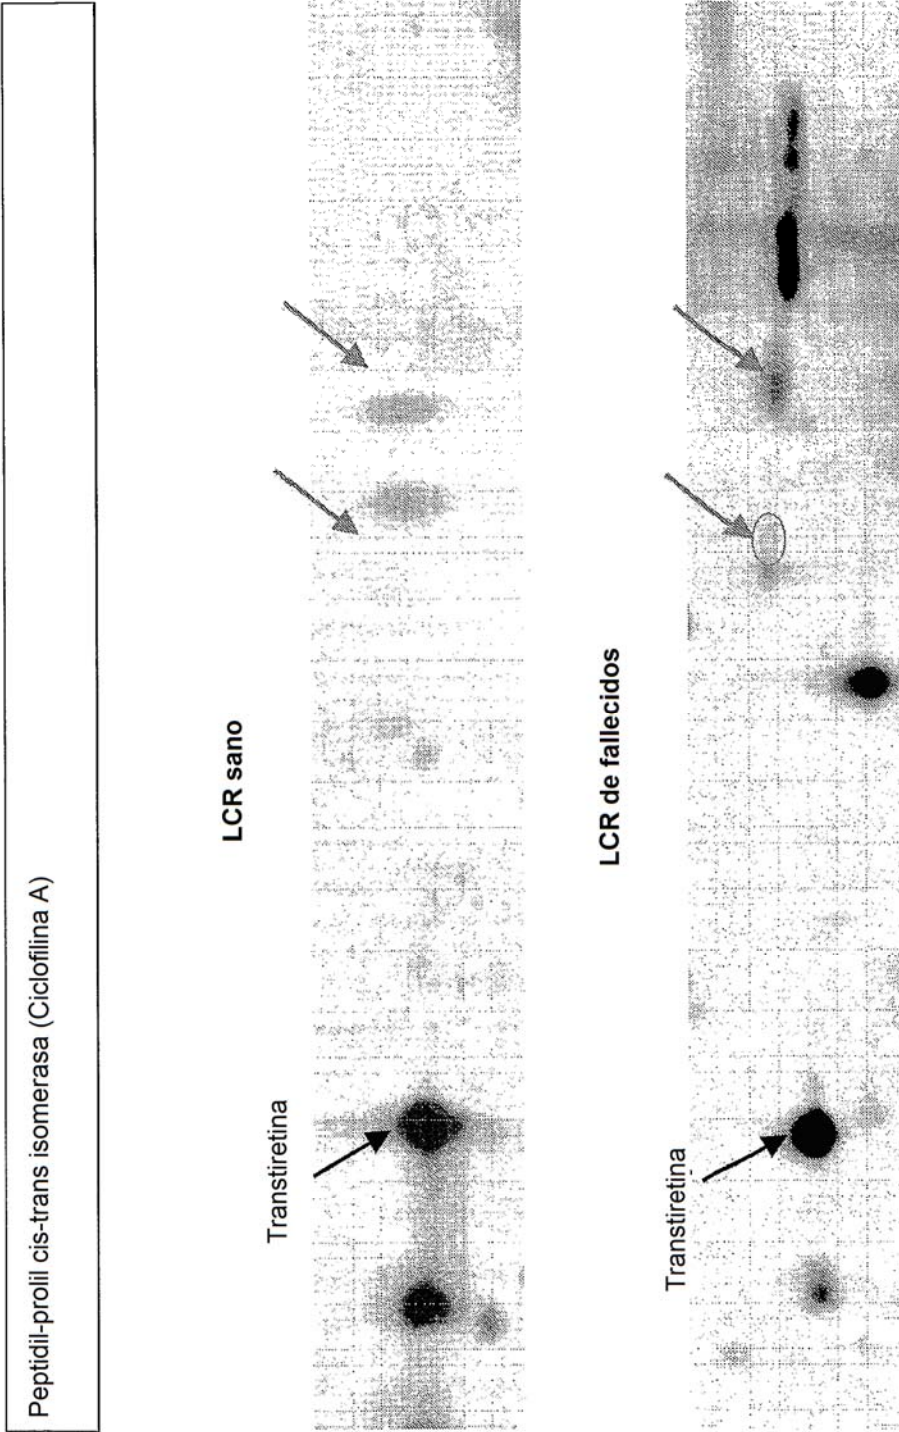 Peptidil-prolil cis-trans isomerasa (Ciclofilina A)
LCR sano
Transtiretina
LCR de fallecidos
Transtiretina